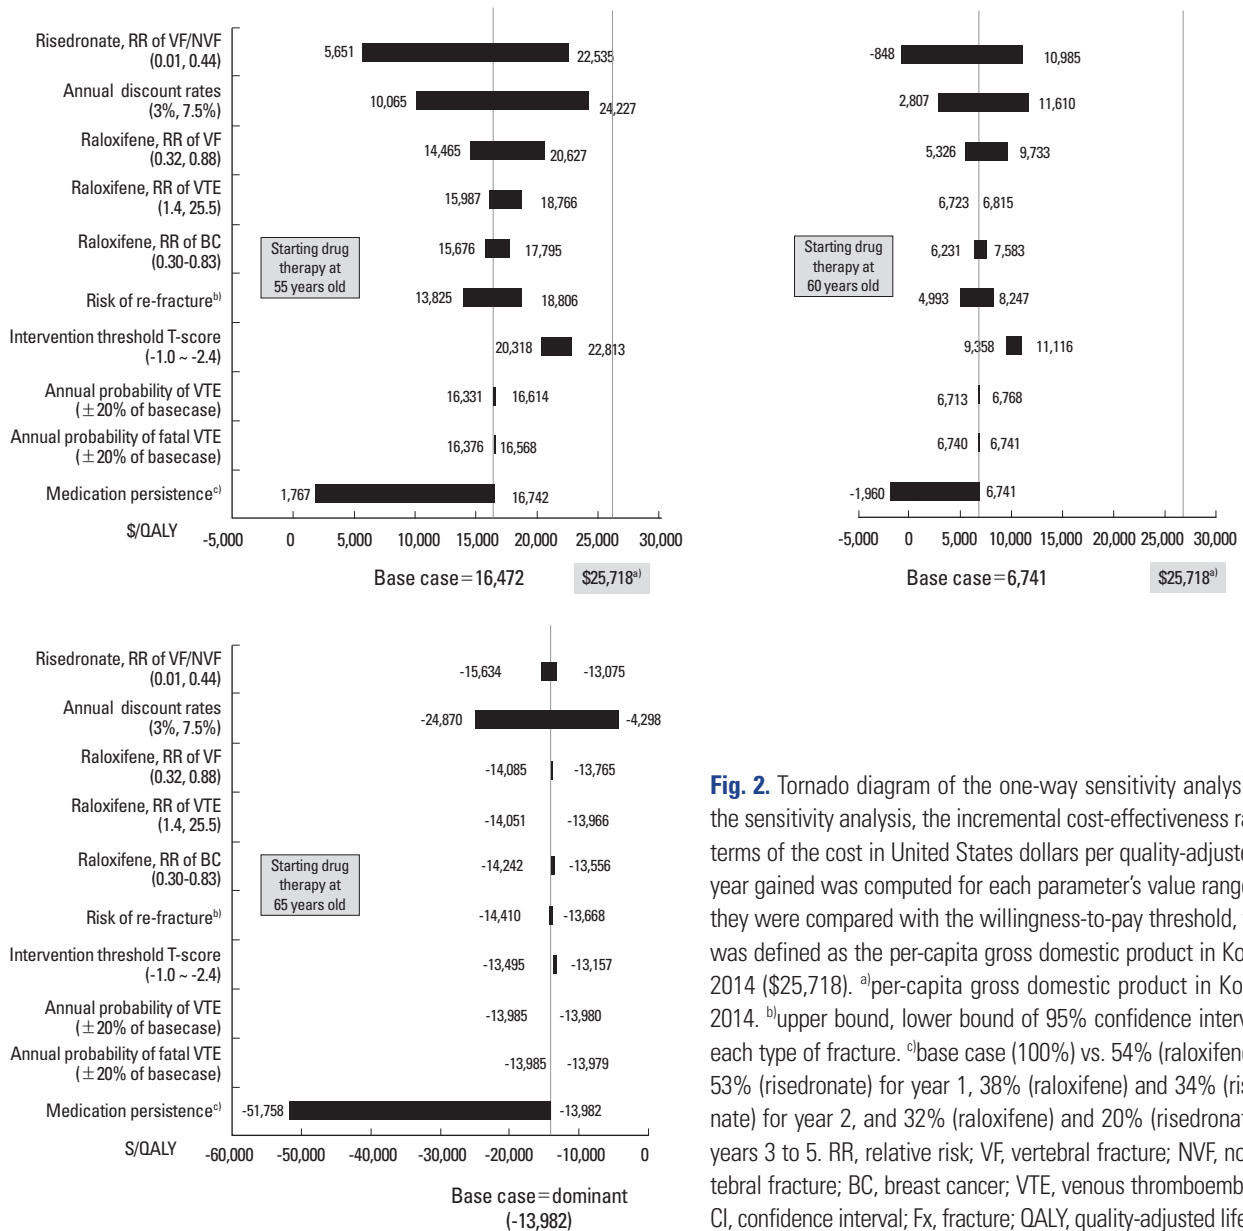 Risedronate, RR of VF/NVF
(0.01, 0.44)
5,651
22,535
Annual discount rates
(3%, 7.5%)
10,065
24,227
Raloxifene, RR of VF
(0.32, 0.88)
14,465
20,627
Raloxifene, RR of VTE
(1.4, 25.5)
15,987
18,766
Raloxifene, RR of BC
(0.30-0.83)
15,676
17,795
Starting drug
therapy at
55 years old
Risk of re-fracture b)
13,825
18,806
Intervention threshold T-score
(-1.0 ~ -2.4)
20,318
22,813
Annual probability of VTE
(±20% of basecase)
16,331
16,614
Annual probability of fatal VTE
(±20% of basecase)
16,376
16,568
Medication persistence c)
1,767
16,742
$/QALY
-5,000 0 5,000 10,000 15,000 20,000 25,000 30,000
Base case=16,472
$25,718 a)
-848
10,985
2,807
11,610
5,326
9,733
6,723
6,815
6,231
7,583
Starting drug
therapy at
60 years old
4,993
8,247
9,358
11,116
6,713
6,768
6,740
6,741
-1,960
6,741
-5,000 0 5,000 10,000 15,000 20,000 25,000 30,000
Base case=6,741
$25,718 a)
Risedronate, RR of VF/NVF
(0.01, 0.44)
-15,634
-13,075
Annual discount rates
(3%, 7.5%)
-24,870
-4,298
Raloxifene, RR of VF
(0.32, 0.88)
-14,085
-13,765
Raloxifene, RR of VTE
(1.4, 25.5)
-14,051
-13,966
Raloxifene, RR of BC
(0.30-0.83)
-14,242
-13,556
Starting drug
therapy at
65 years old
Risk of re-fracture b)
-14,410
-13,668
Intervention threshold T-score
(-1.0 ~ -2.4)
-13,495
-13,157
Annual probability of VTE
(±20% of basecase)
-13,985
-13,980
Annual probability of fatal VTE
(±20% of basecase)
-13,985
-13,979
Medication persistence c)
-51,758
-13,982
$/QALY
-60,000 -50,000 -40,000 -30,000 -20,000 -10,000 0
Base case=dominant
(-13,982)
Fig. 2. Tornado diagram of the one-way sensitivity analys
the sensitivity analysis, the incremental cost-effectiveness ra
terms of the cost in United States dollars per quality-adjusted
year gained was computed for each parameter's value range
they were compared with the willingness-to-pay threshold,
was defined as the per-capita gross domestic product in Ko
2014 ($25,718). a)per-capita gross domestic product in Ko
2014. b)upper bound, lower bound of 95% confidence interv
each type of fracture. c)base case (100%) vs. 54% (raloxifen
53% (risedronate) for year 1, 38% (raloxifene) and 34% (ris
nate) for year 2, and 32% (raloxifene) and 20% (risedronat
years 3 to 5. RR, relative risk; VF, vertebral fracture; NVF, no
tebral fracture; BC, breast cancer; VTE, venous thromboemb
CI, confidence interval; Fx, fracture; QALY, quality-adjusted life